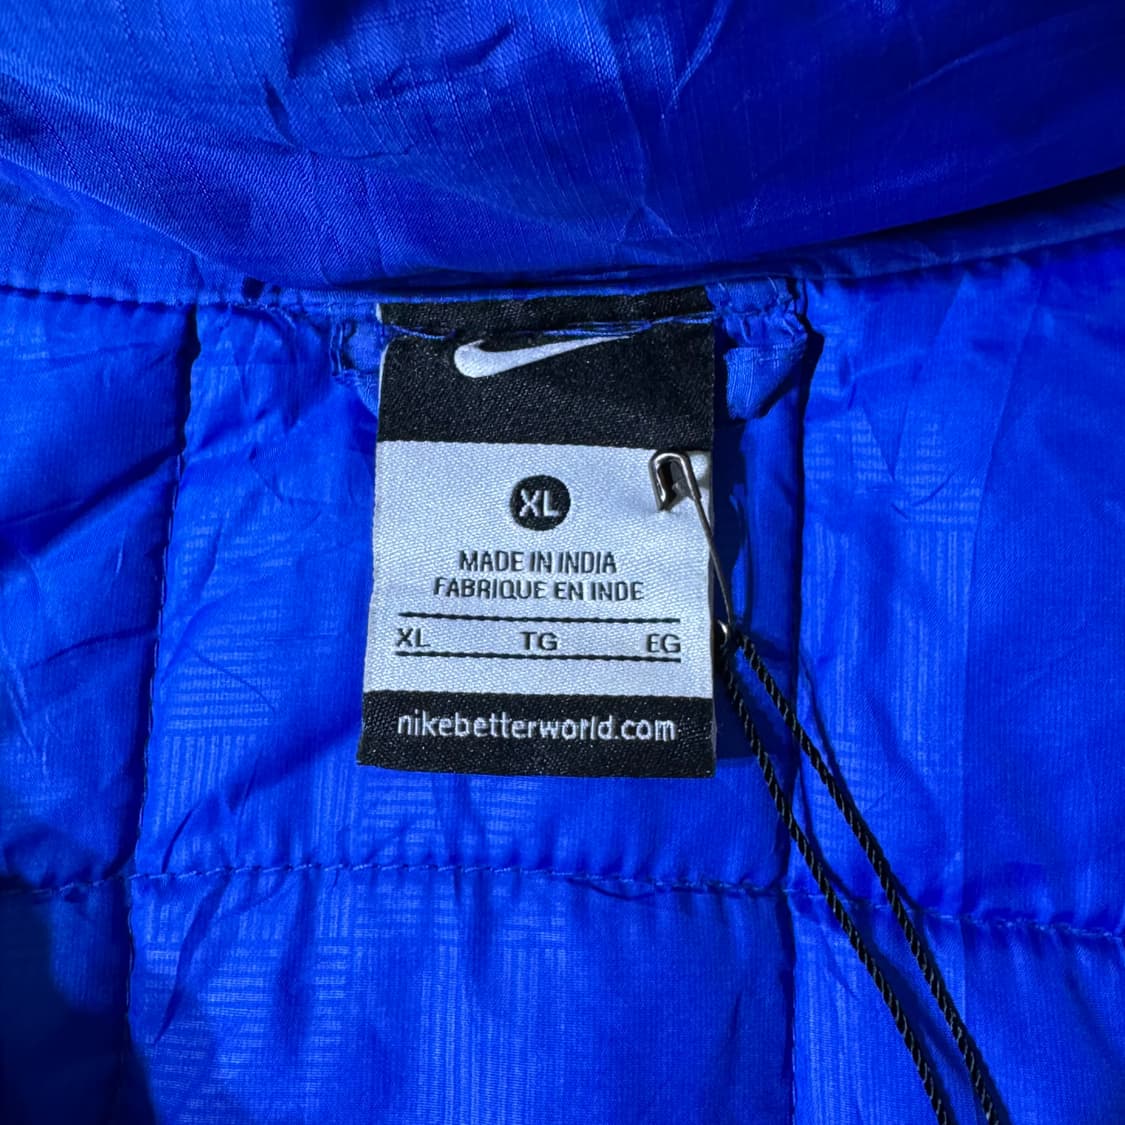 XL
MADE IN INDIA
FABRIQUE EN INDE
XL TG EG
nikebetterworld.com